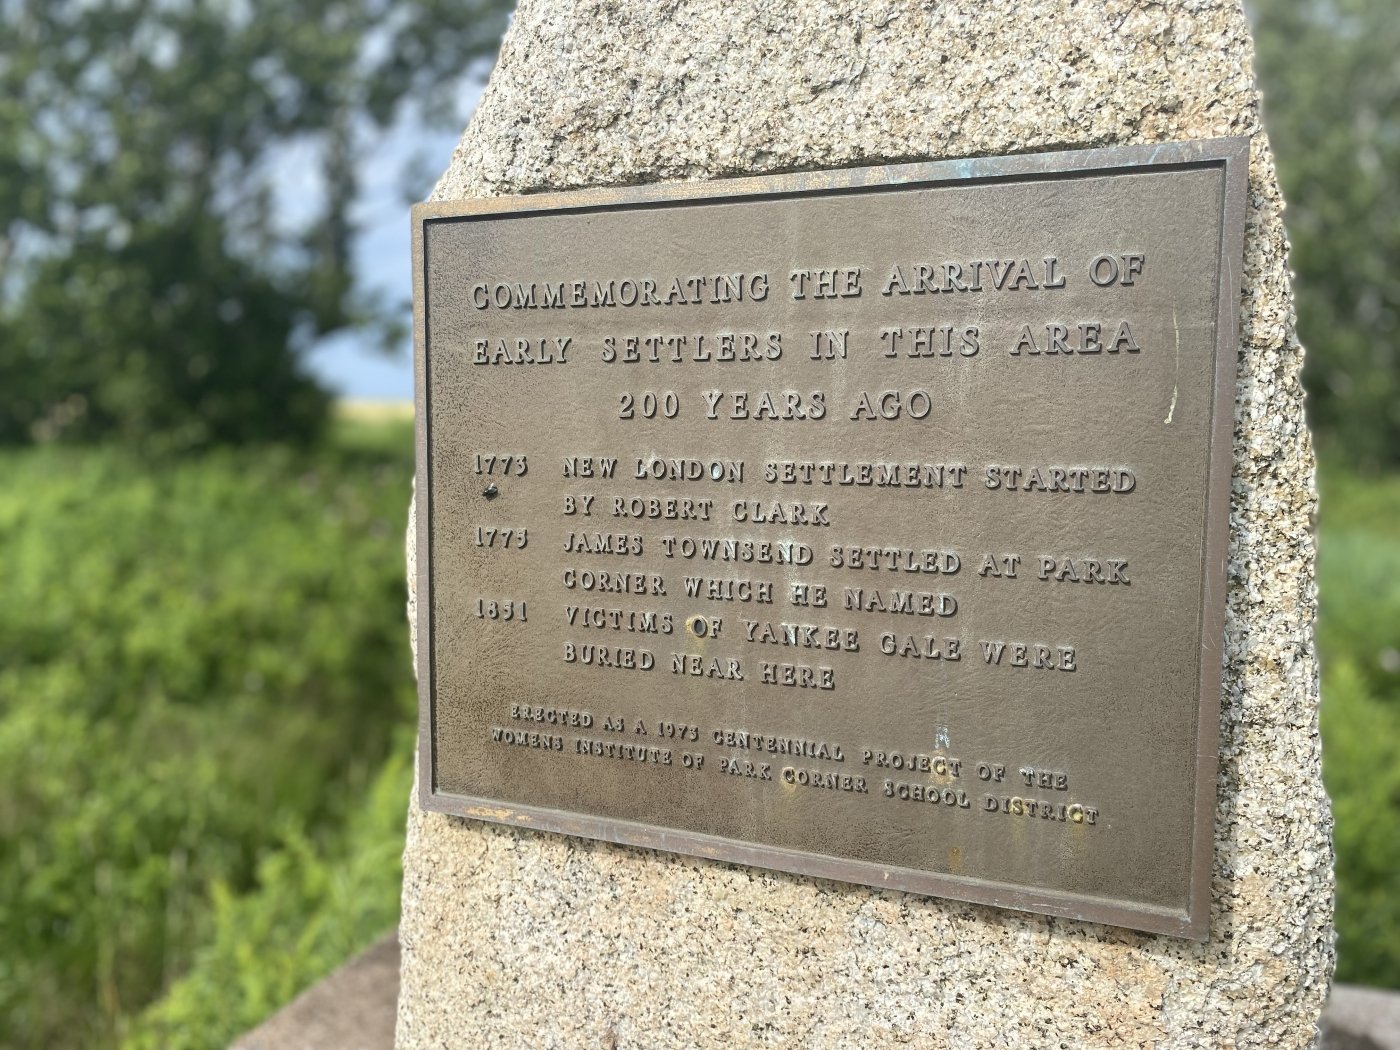 COMMEMORATING THE ARRIVAL OF
EARLY SETTLERS IN THIS AREA
200 YEARS AGO
1773 NEW LONDON SETTLEMENT STARTED
BY ROBERT CLARK
1775 JAMES TOWNSEND SETTLED AT PARK
CORNER WHICH HE NAMED
1851 VICTIMS OF YANKEE GALE WERE
BURIED NEAR HERE
ERECTED AS A 1973 CENTENNIAL PROJECT OF THE
WOMENS INSTITUTE OF PARK CORNER SCHOOL DISTRICT